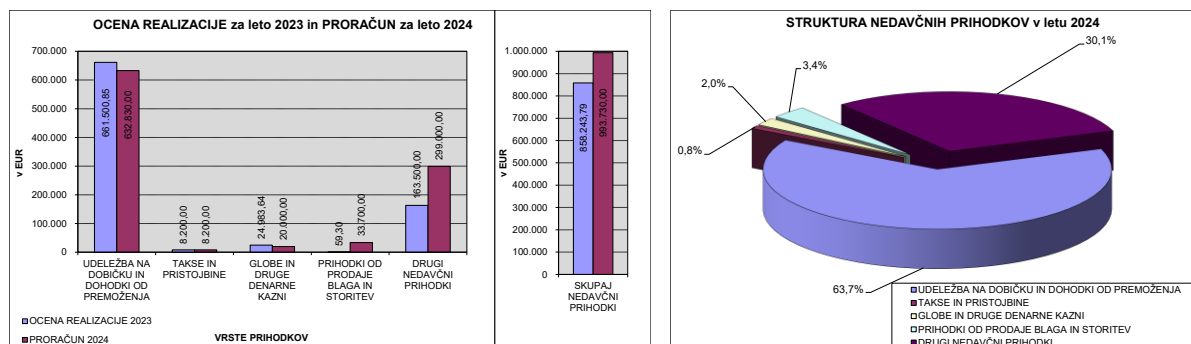 OCENA REALIZACIJE za leto 2023 in PRORAČUN za leto 2024
v EUR
700.000
600.000
500.000
400.000
300.000
200.000
100.000
0
661.500,85
632.830,00
8.200,00
8.200,00
24.983,64
20.000,00
59,30
33.700,00
163.500,00
299.000,00
UDELEŽBA NA
DOBIČKU IN
DOHODKI OD
PREMOŽENJA
TAKSE IN
PRISTOJBINE
GLOBE IN
DRUGE
DENARNE
KAZNI
PRIHODKI OD
PRODAJE
BLAGA IN
STORITEV
DRUGI
NEDAVČNI
PRIHODKI
VRSTE PRIHODKOV
OCENA REALIZACIJE 2023
PRORAČUN 2024
v EUR
1.000.000
900.000
800.000
700.000
600.000
500.000
400.000
300.000
200.000
100.000
0
858.243,79
993.730,00
SKUPAJ
NEDAVČNI
PRIHODKI
STRUKTURA NEDAVČNIH PRIHODKOV v letu 2024
30,1%
3,4%
2,0%
0,8%
63,7%
UDELEŽBA NA DOBIČKU IN DOHODKI OD PREMOŽENJA
TAKSE IN PRISTOJBINE
GLOBE IN DRUGE DENARNE KAZNI
PRIHODKI OD PRODAJE BLAGA IN STORITEV
DRUGI NEDAVČNI PRIHODKI